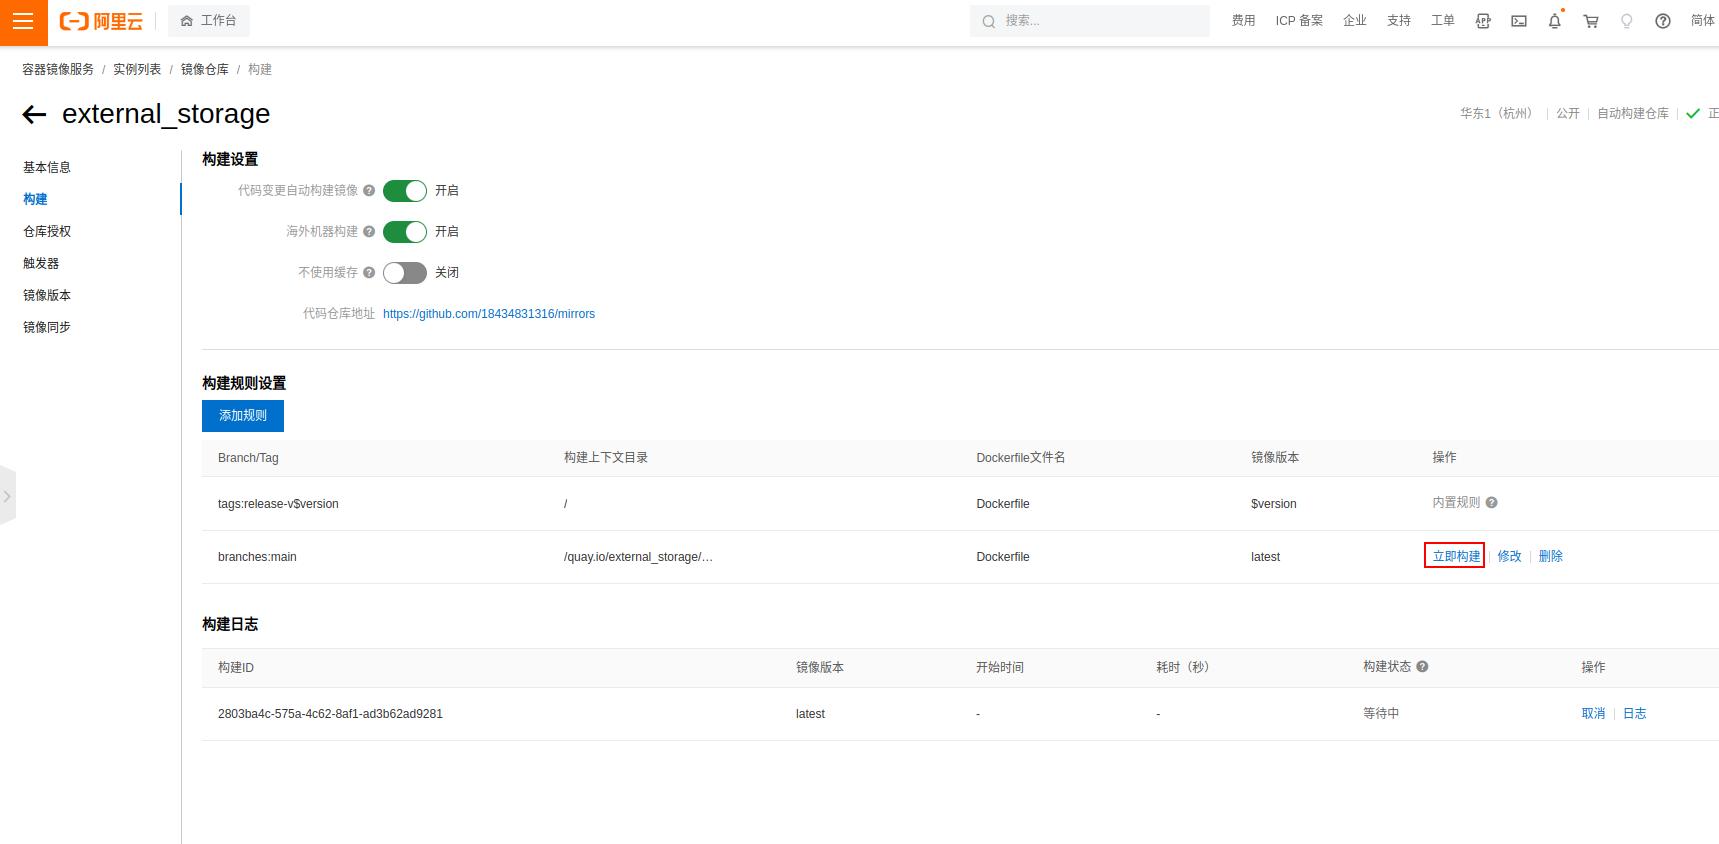 阿里云 工作台 搜索... 费用 ICP 备案 企业 支持 工单 APP 简体
容器镜像服务 / 实例列表 / 镜像仓库 / 构建
external_storage 华东1（杭州） 公开 自动构建仓库 正
基本信息
构建
仓库授权
触发器
镜像版本
镜像同步
构建设置
代码变更自动构建镜像 开启
海外机器构建 开启
不使用缓存 关闭
代码仓库地址 https://github.com/18434831316/mirrors
构建规则设置
添加规则
Branch/Tag 构建上下文目录 Dockerfile文件名 镜像版本 操作
tags:release-v$version / Dockerfile $version 内置规则
branches:main /quay.io/external_storage/... Dockerfile latest 立即构建 修改 删除
构建日志
构建ID 镜像版本 开始时间 耗时（秒） 构建状态 操作
2803ba4c-575a-4c62-8af1-ad3b62ad9281 latest - - 等待中 取消 日志